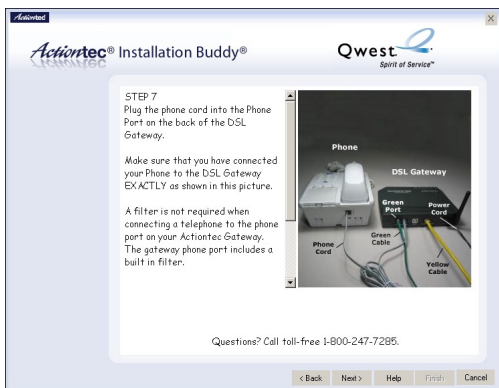 Actiontec
Actiontec® Installation Buddy®
Qwest
Spirit of Service™
STEP 7
Plug the phone cord into the Phone
Port on the back of the DSL
Gateway.
Make sure that you have connected
your Phone to the DSL Gateway
EXACTLY as shown in this picture.
A filter is not required when
connecting a telephone to the phone
port on your Actiontec Gateway.
The gateway phone port includes a
built in filter.
Phone
DSL Gateway
Green
Port
Power
Cord
Phone
Cord
Green
Cable
Yellow
Cable
Questions? Call toll-free 1-800-247-7285.
< Back
Next >
Help
Finish
Cancel